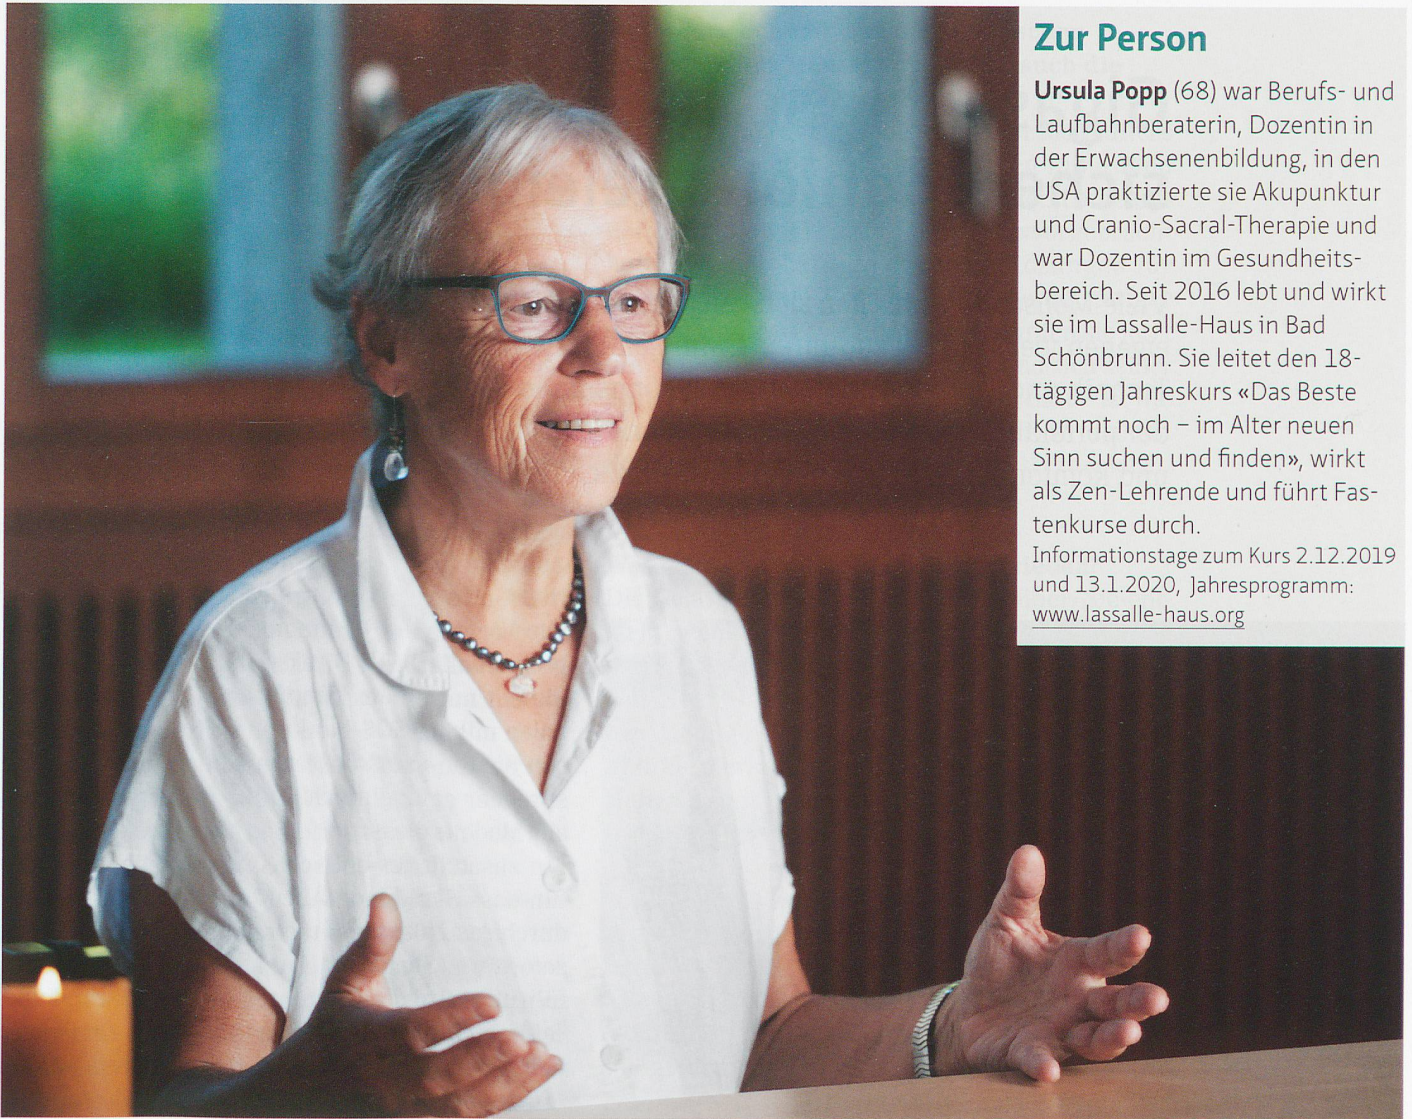 Zur Person
Ursula Popp (68) war Berufs- und
Laufbahnberaterin, Dozentin in
der Erwachsenenbildung, in den
USA praktizierte sie Akupunktur
und Cranio-Sacral-Therapie und
war Dozentin im Gesundheits-
bereich. Seit 2016 lebt und wirkt
sie im Lassalle-Haus in Bad
Schönbrunn. Sie leitet den 18-
tägigen Jahreskurs «Das Beste
kommt noch – im Alter neuen
Sinn suchen und finden», wirkt
als Zen-Lehrende und führt Fas-
tenkurse durch.
Informationstage zum Kurs 2.12.2019
und 13.1.2020, Jahresprogramm:
www.lassalle-haus.org